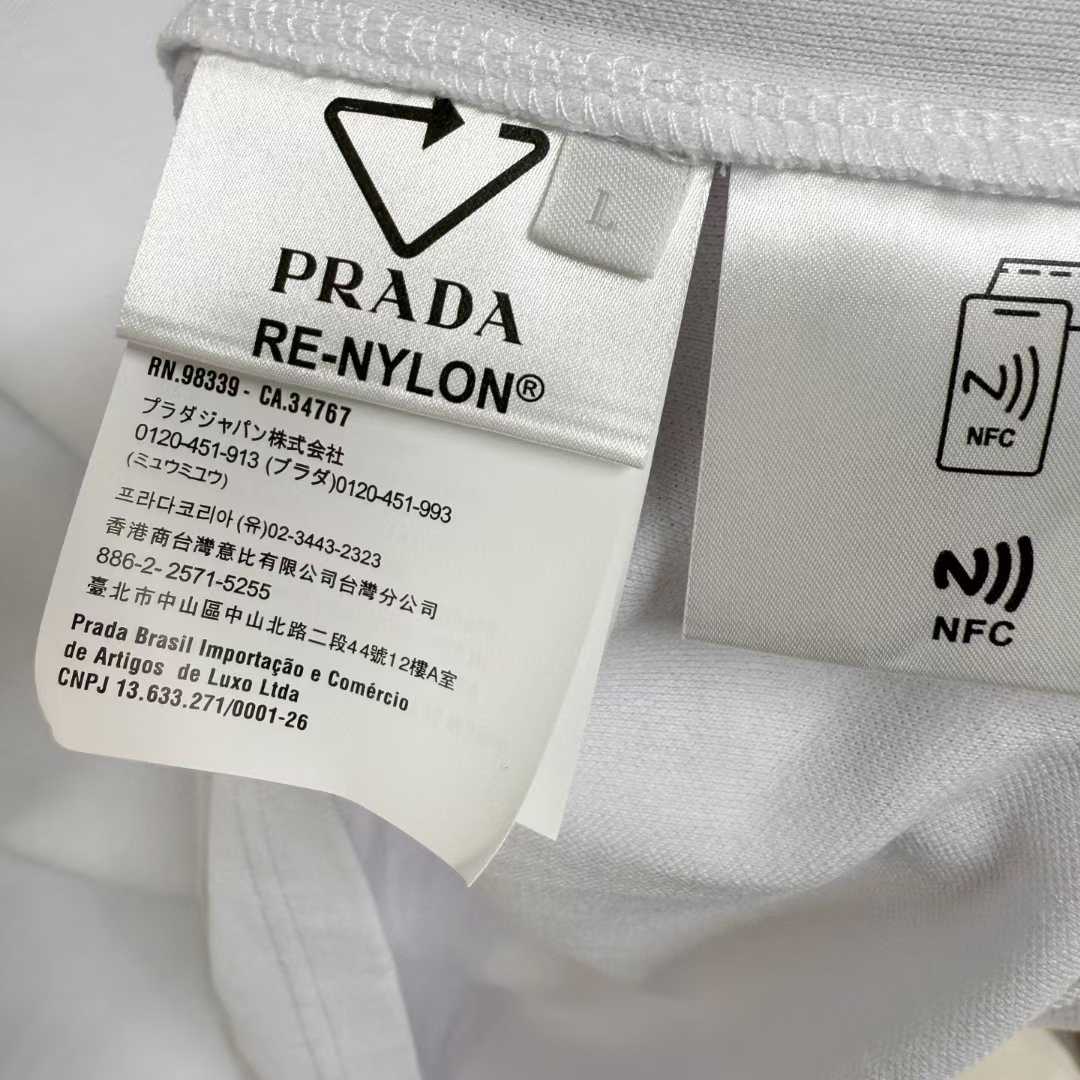 L
PRADA
RE-NYLON®
RN.98339 - CA.34767
プラダジャパン株式会社
0120-451-913 (プラダ)0120-451-993
(ミュウミュウ)
프라다코리아(유)02-3443-2323
香港商台灣意比有限公司台灣分公司
886-2-2571-5255
臺北市中山區中山北路二段44號12樓A室
Prada Brasil Importação e Comércio
de Artigos de Luxo Ltda
CNPJ 13.633.271/0001-26
NFC
NFC